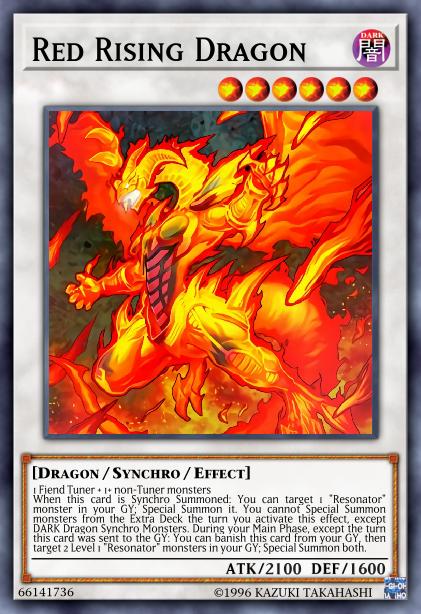 RED RISING DRAGON
DARK
闇
[DRAGON / SYNCHRO / EFFECT]
1 Fiend Tuner + 1+ non-Tuner monsters
When this card is Synchro Summoned: You can target 1 "Resonator"
monster in your GY; Special Summon it. You cannot Special Summon
monsters from the Extra Deck the turn you activate this effect, except
DARK Dragon Synchro Monsters. During your Main Phase, except the turn
this card was sent to the GY: You can banish this card from your GY, then
target 2 Level 1 "Resonator" monsters in your GY; Special Summon both.
ATK/2100 DEF/1600
66141736
©1996 KAZUKI TAKAHASHI